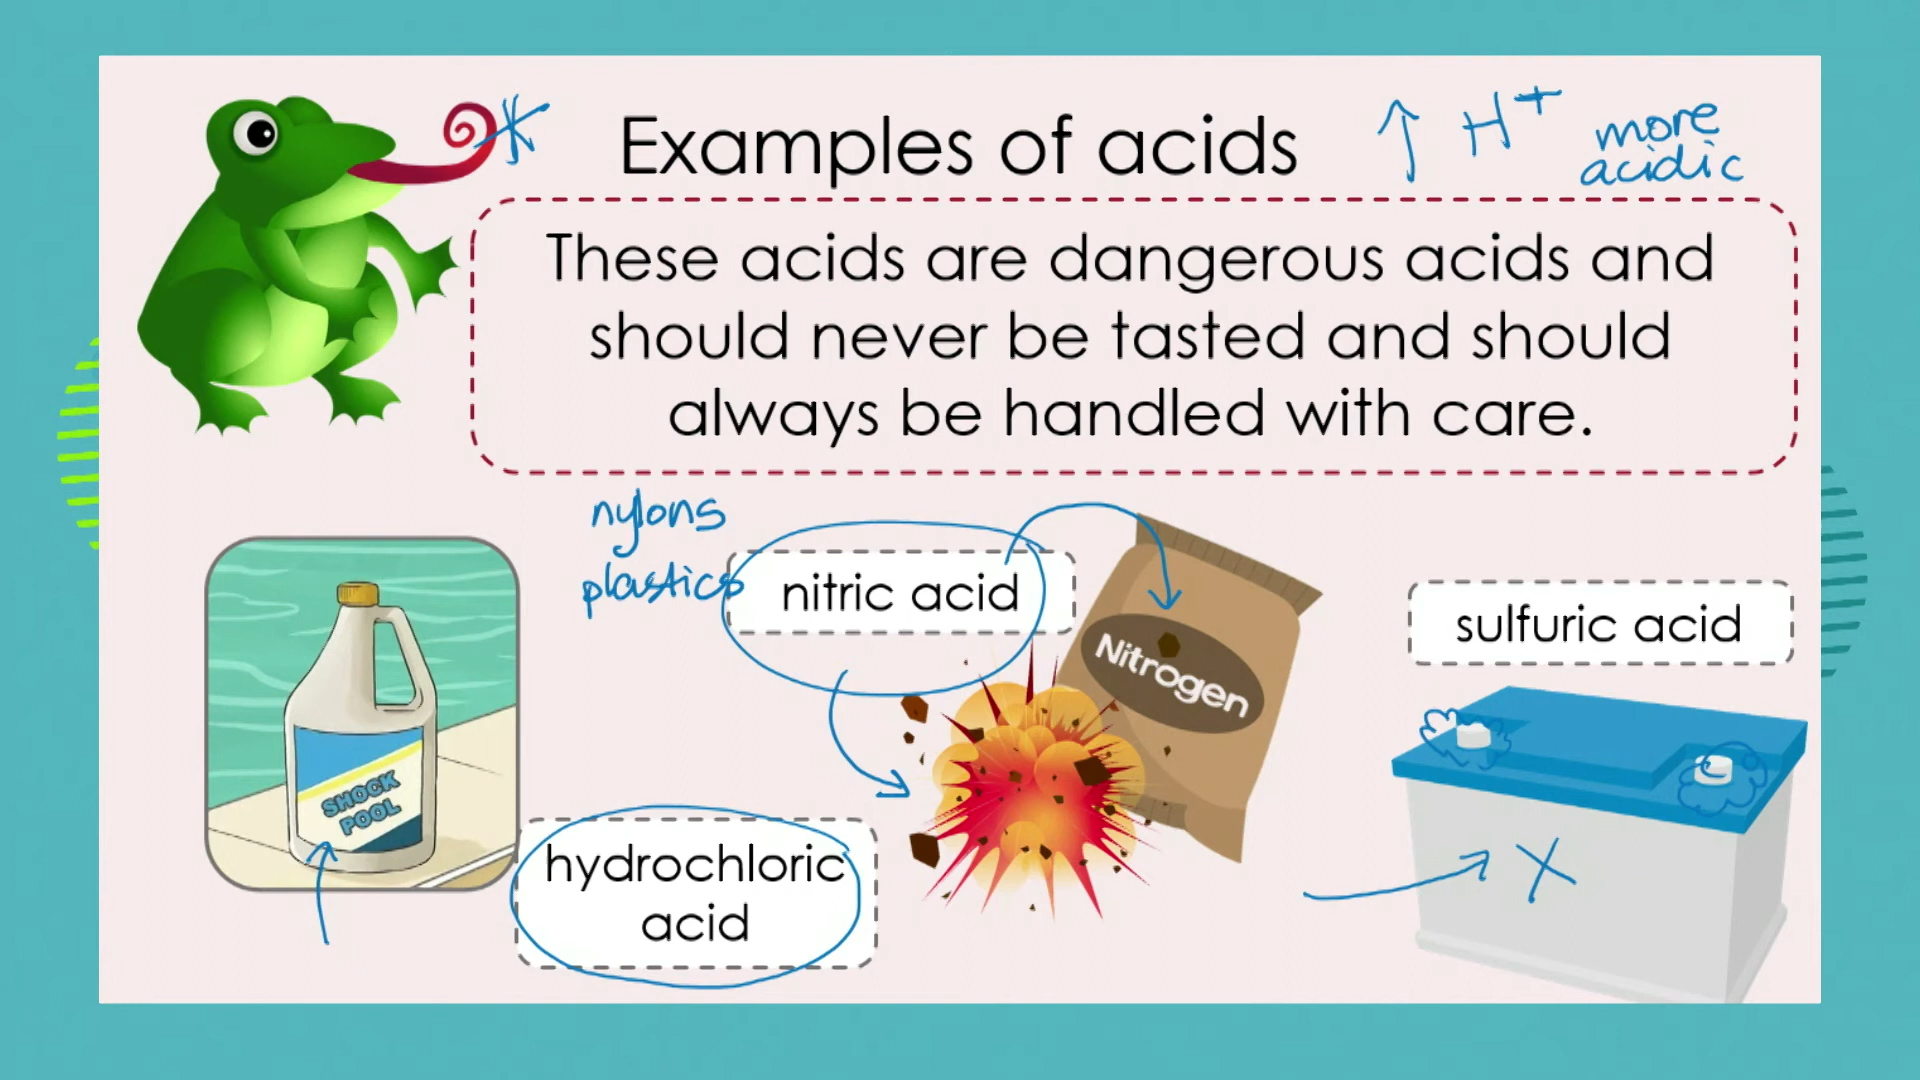 Examples of acids
↑ H+
more
acidic
These acids are dangerous acids and
should never be tasted and should
always be handled with care.
nylons
plastics
nitric acid
Nitrogen
sulfuric acid
SHOCK
POOL
hydrochloric
acid
X